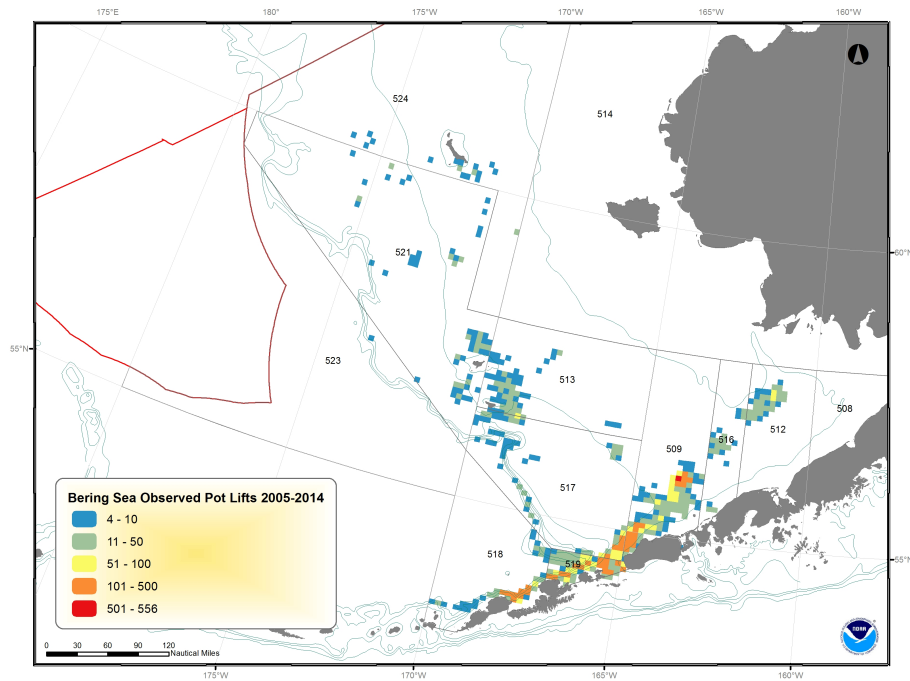 175°E
180°
175°W
170°W
165°W
160°W
524
514
521
60°
55°N
523
513
508
512
516
509
517
518
519
55°
Bering Sea Observed Pot Lifts 2005-2014
4 - 10
11 - 50
51 - 100
101 - 500
501 - 556
0 30 60 90 120
Nautical Miles
NOAA
175°W
170°W
165°W
160°W